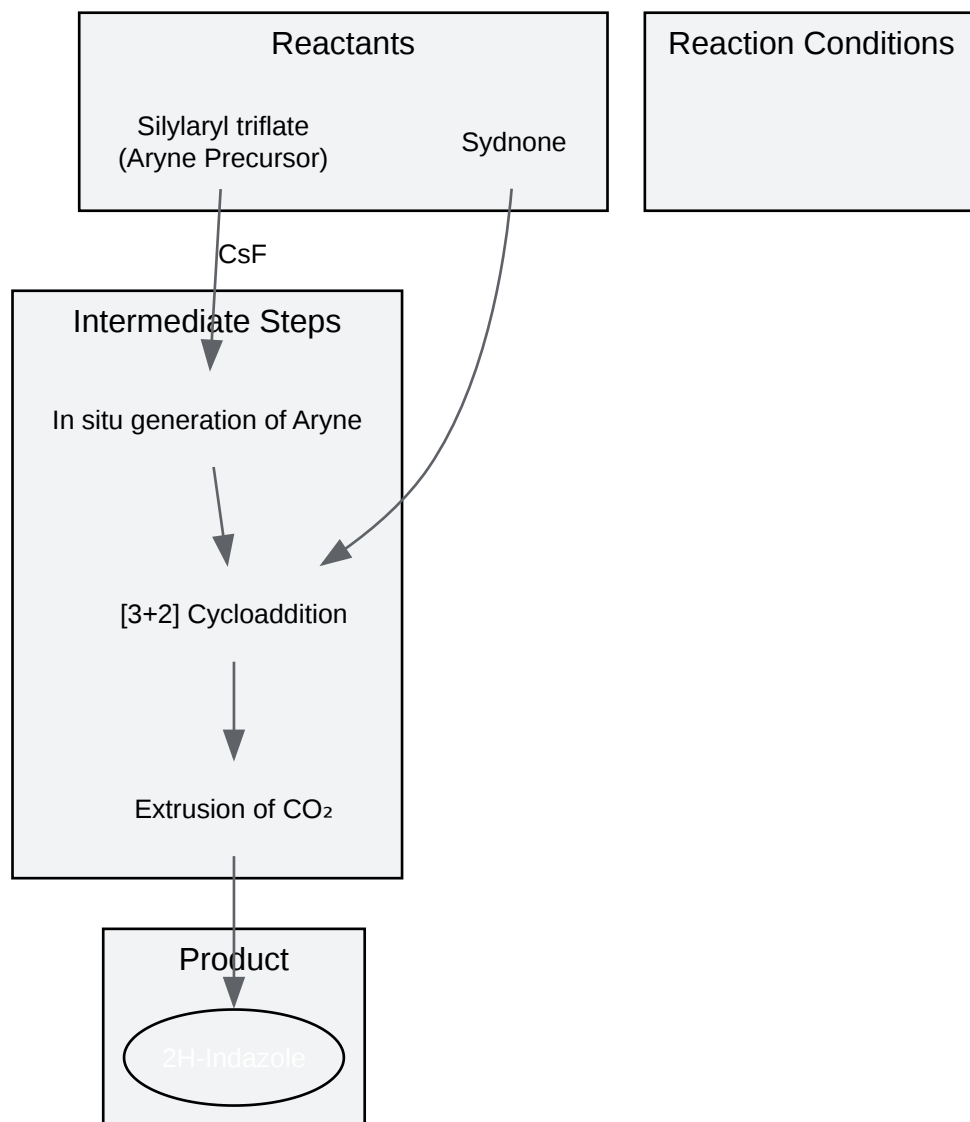 Reactants
Reaction Conditions
Silylaryl triflate
(Aryne Precursor)
Sydnone
CsF
Intermediate Steps
In situ generation of Aryne
[3+2] Cycloaddition
Extrusion of CO₂
Product
2H-Indazole